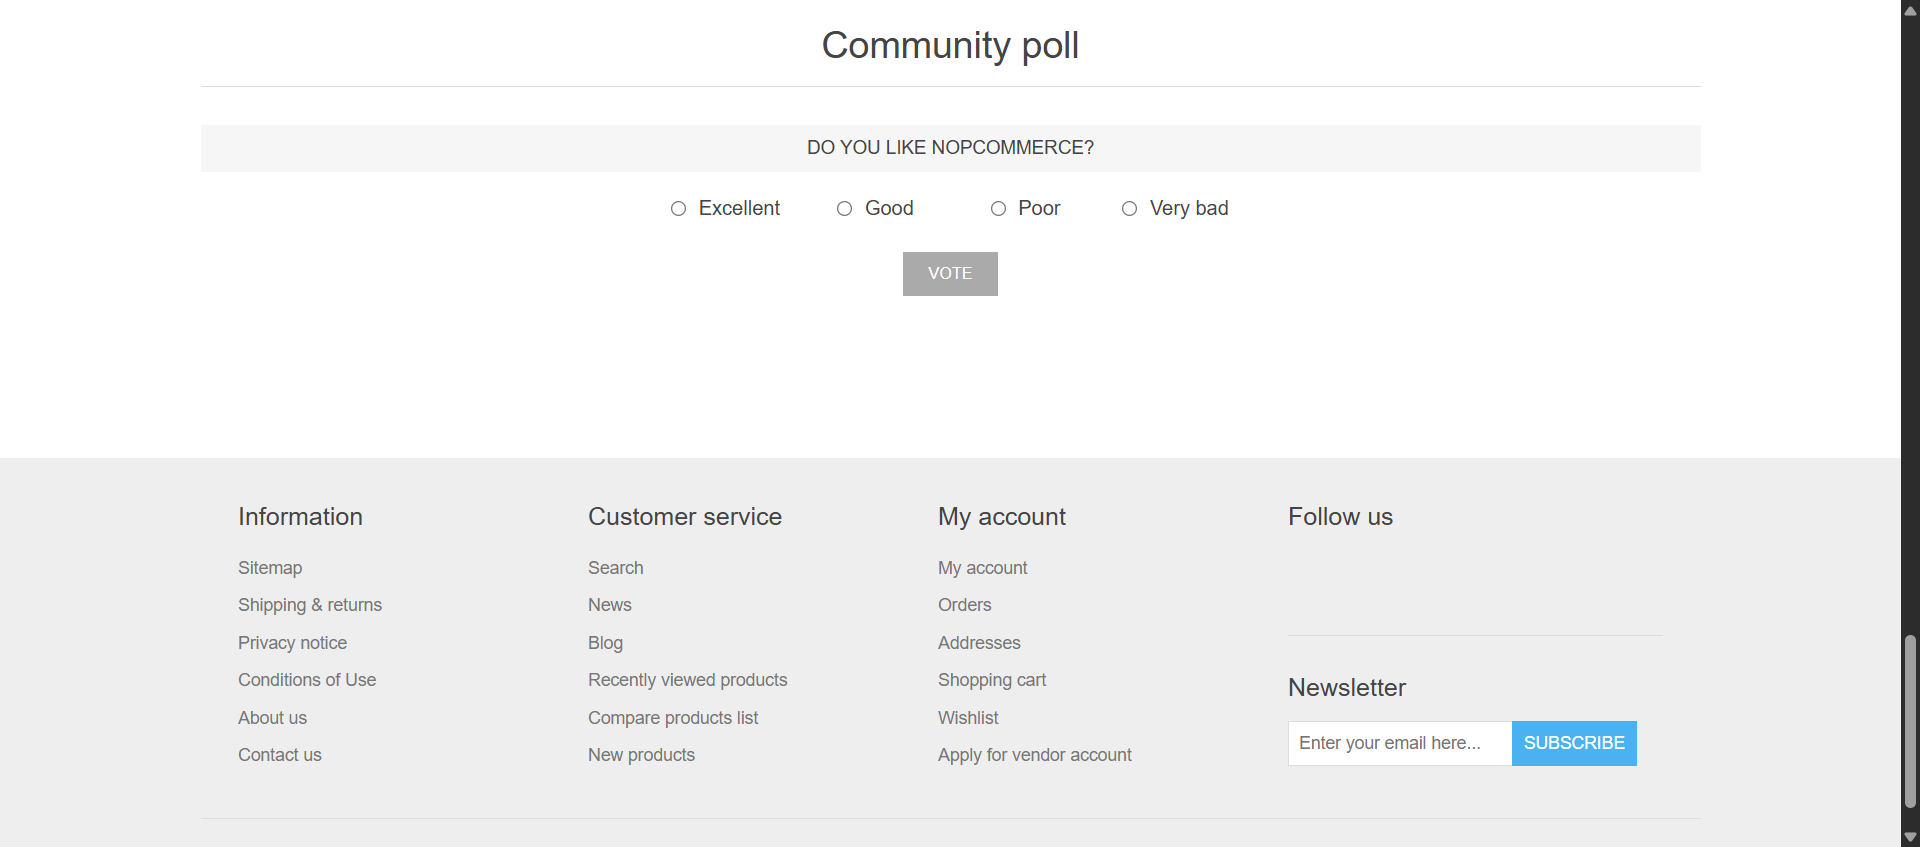 Community poll
DO YOU LIKE NOPCOMMERCE?
Excellent
Good
Poor
Very bad
VOTE
Information
Sitemap
Shipping & returns
Privacy notice
Conditions of Use
About us
Contact us
Customer service
Search
News
Blog
Recently viewed products
Compare products list
New products
My account
My account
Orders
Addresses
Shopping cart
Wishlist
Apply for vendor account
Follow us
Newsletter
Enter your email here...
SUBSCRIBE